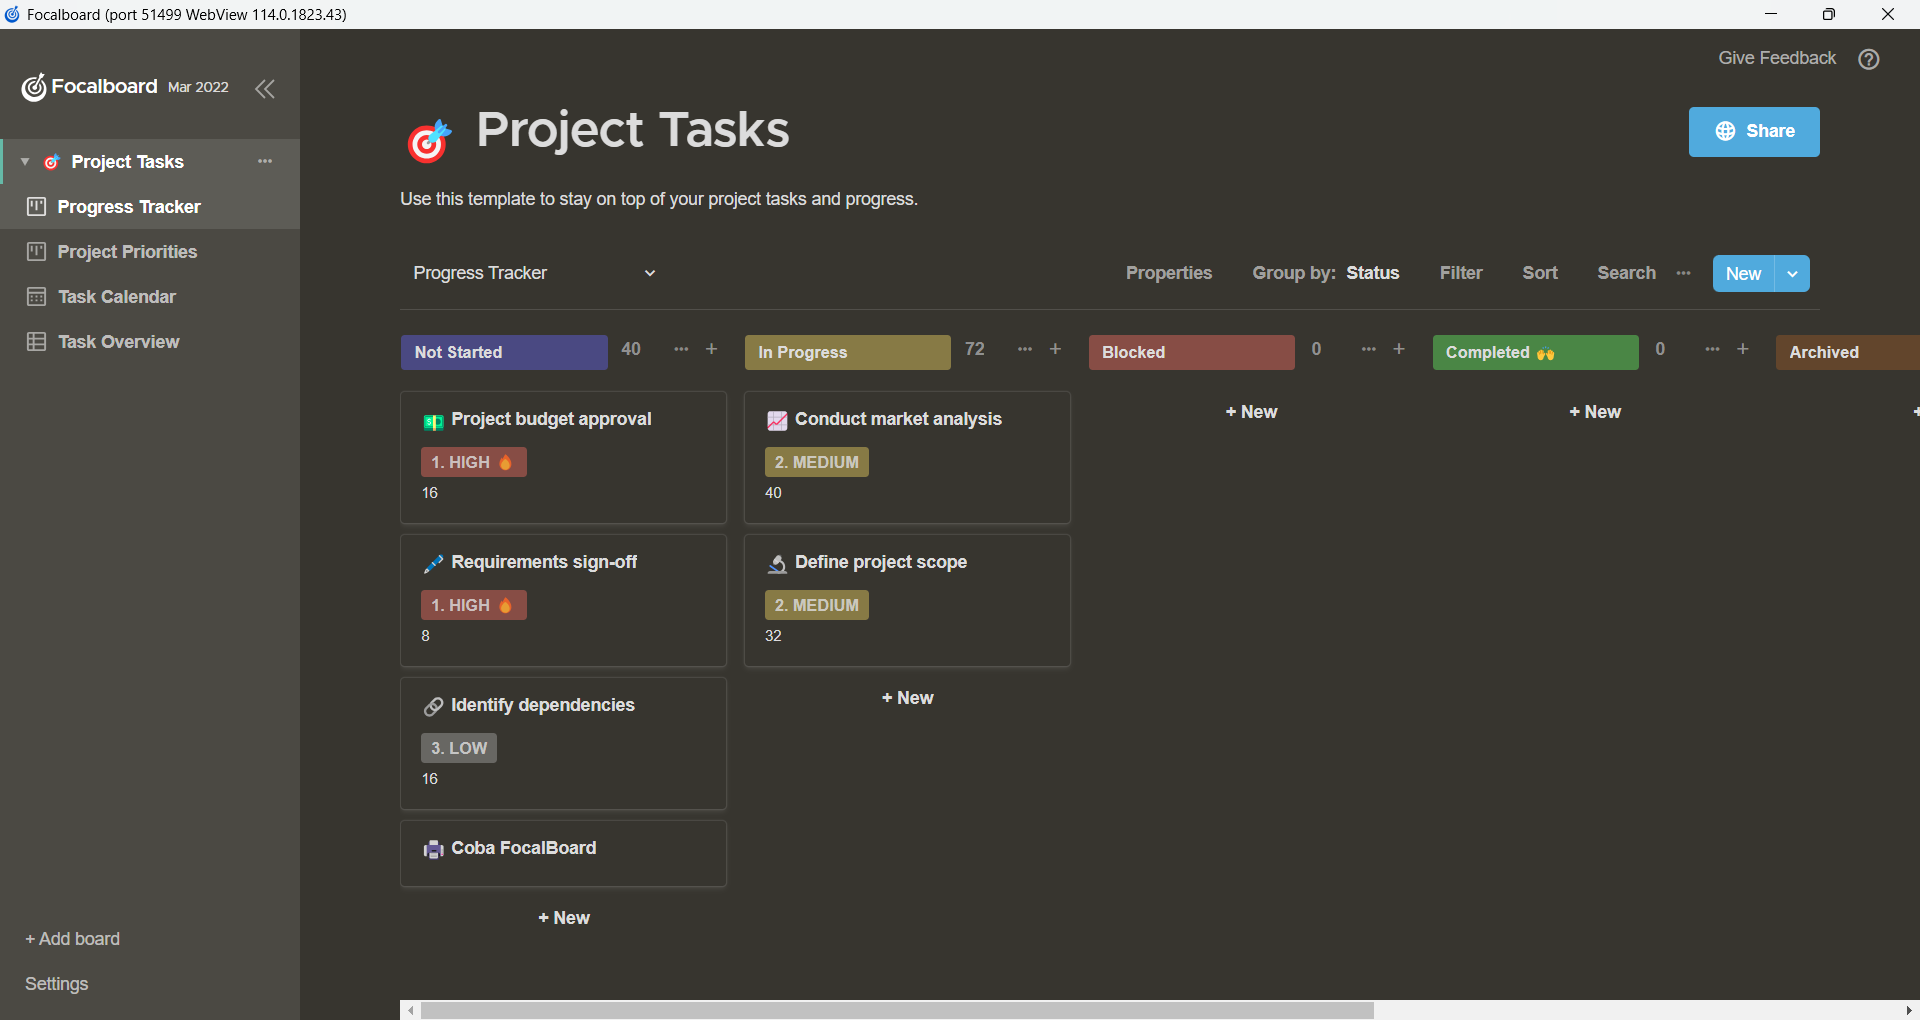 Focalboard (port 51499 WebView 114.0.1823.43)
Give Feedback
Focalboard Mar 2022
Project Tasks
Progress Tracker
Project Priorities
Task Calendar
Task Overview
+ Add board
Settings
Project Tasks
Share
Use this template to stay on top of your project tasks and progress.
Progress Tracker
Properties Group by: Status Filter Sort Search New
Not Started 40
In Progress 72
Blocked 0
Completed 🙌 0
Archived
Project budget approval
1. HIGH 🔥
16
Requirements sign-off
1. HIGH 🔥
8
Identify dependencies
3. LOW
16
Coba FocalBoard
+ New
Conduct market analysis
2. MEDIUM
40
Define project scope
2. MEDIUM
32
+ New
+ New
+ New